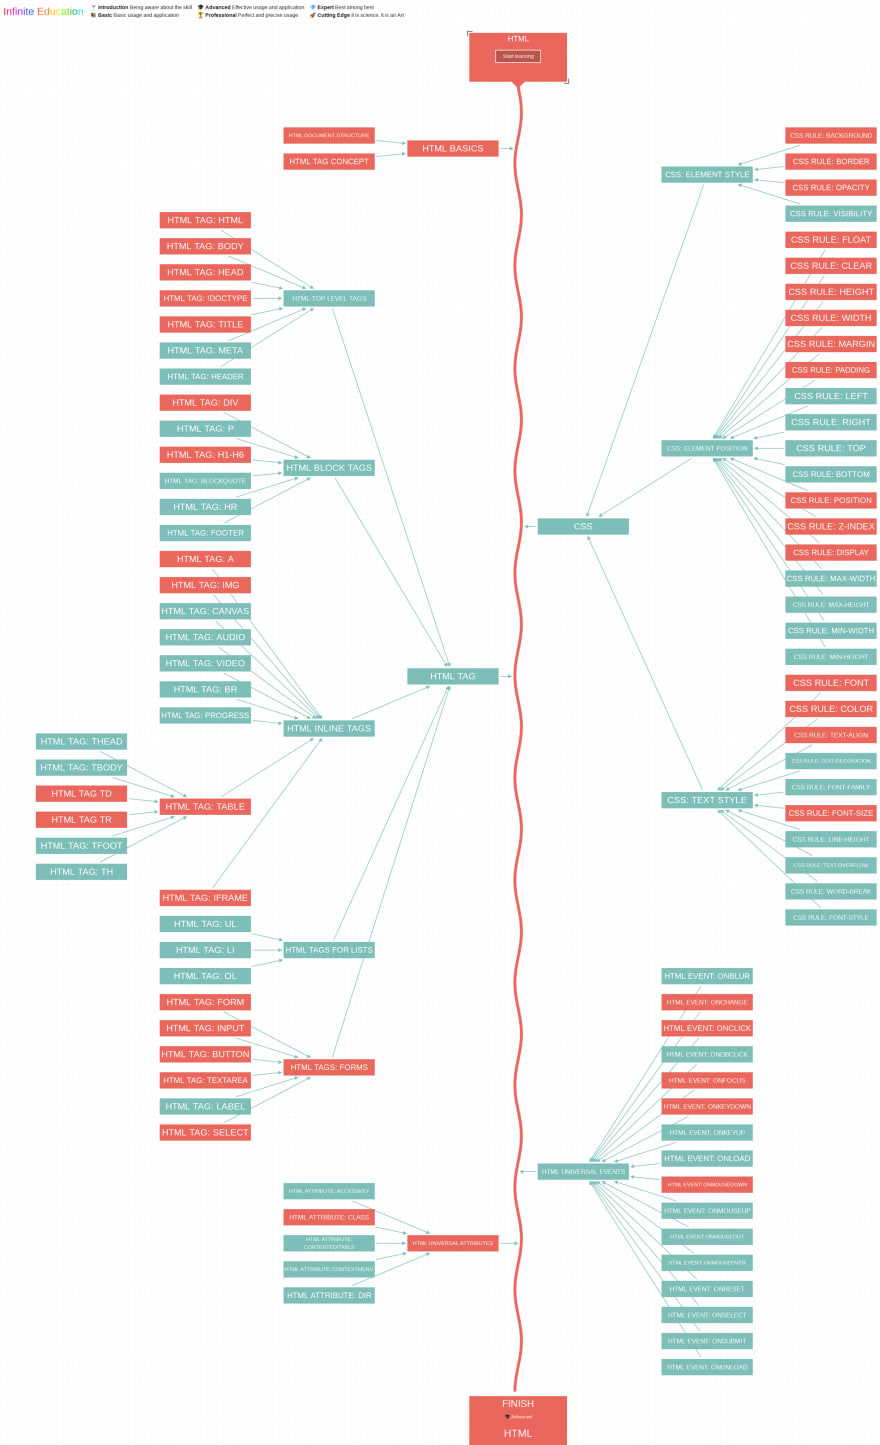 Infinite Education
Introduction Being aware about the skill
Basic Basic usage and application
Advanced Effective usage and application
Professional Perfect and precise usage
Expert Best among best
Cutting Edge It is science. It is an Art
HTML
Start learning
HTML DOCUMENT STRUCTURE
HTML TAG CONCEPT
HTML BASICS
HTML TAG: HTML
HTML TAG: BODY
HTML TAG: HEAD
HTML TAG: !DOCTYPE
HTML TAG: TITLE
HTML TAG: META
HTML TAG: HEADER
HTML TOP LEVEL TAGS
HTML TAG: DIV
HTML TAG: P
HTML TAG: H1-H6
HTML TAG: BLOCKQUOTE
HTML TAG: HR
HTML TAG: FOOTER
HTML BLOCK TAGS
HTML TAG: A
HTML TAG: IMG
HTML TAG: CANVAS
HTML TAG: AUDIO
HTML TAG: VIDEO
HTML TAG: BR
HTML TAG: PROGRESS
HTML INLINE TAGS
HTML TAG
HTML TAG: THEAD
HTML TAG: TBODY
HTML TAG TD
HTML TAG TR
HTML TAG: TFOOT
HTML TAG: TH
HTML TAG: TABLE
HTML TAG: IFRAME
HTML TAG: UL
HTML TAG: LI
HTML TAG: OL
HTML TAGS FOR LISTS
HTML TAG: FORM
HTML TAG: INPUT
HTML TAG: BUTTON
HTML TAG: TEXTAREA
HTML TAG: LABEL
HTML TAG: SELECT
HTML TAGS: FORMS
HTML ATTRIBUTE: ACCESSKEY
HTML ATTRIBUTE: CLASS
HTML ATTRIBUTE:
CONTENTEDITABLE
HTML ATTRIBUTE: CONTEXTMENU
HTML ATTRIBUTE: DIR
HTML UNIVERSAL ATTRIBUTES
CSS RULE: BACKGROUND
CSS RULE: BORDER
CSS RULE: OPACITY
CSS RULE: VISIBILITY
CSS: ELEMENT STYLE
CSS RULE: FLOAT
CSS RULE: CLEAR
CSS RULE: HEIGHT
CSS RULE: WIDTH
CSS RULE: MARGIN
CSS RULE: PADDING
CSS RULE: LEFT
CSS RULE: RIGHT
CSS RULE: TOP
CSS RULE: BOTTOM
CSS RULE: POSITION
CSS RULE: Z-INDEX
CSS RULE: DISPLAY
CSS RULE: MAX-WIDTH
CSS RULE: MAX-HEIGHT
CSS RULE: MIN-WIDTH
CSS RULE: MIN-HEIGHT
CSS: ELEMENT POSITION
CSS
CSS RULE: FONT
CSS RULE: COLOR
CSS RULE: TEXT-ALIGN
CSS RULE: TEXT-DECORATION
CSS RULE: FONT-FAMILY
CSS RULE: FONT-SIZE
CSS RULE: LINE-HEIGHT
CSS RULE: TEXT-OVERFLOW
CSS RULE: WORD-BREAK
CSS RULE: FONT-STYLE
CSS: TEXT STYLE
HTML EVENT: ONBLUR
HTML EVENT: ONCHANGE
HTML EVENT: ONCLICK
HTML EVENT: ONDBCLICK
HTML EVENT: ONFOCUS
HTML EVENT: ONKEYDOWN
HTML EVENT: ONKEYUP
HTML EVENT: ONLOAD
HTML EVENT: ONMOUSEDOWN
HTML EVENT: ONMOUSEUP
HTML EVENT: ONMOUSEOUT
HTML EVENT: ONMOUSEOVER
HTML EVENT: ONRESET
HTML EVENT: ONSELECT
HTML EVENT: ONSUBMIT
HTML EVENT: ONUNLOAD
HTML UNIVERSAL EVENTS
FINISH
Advanced
HTML